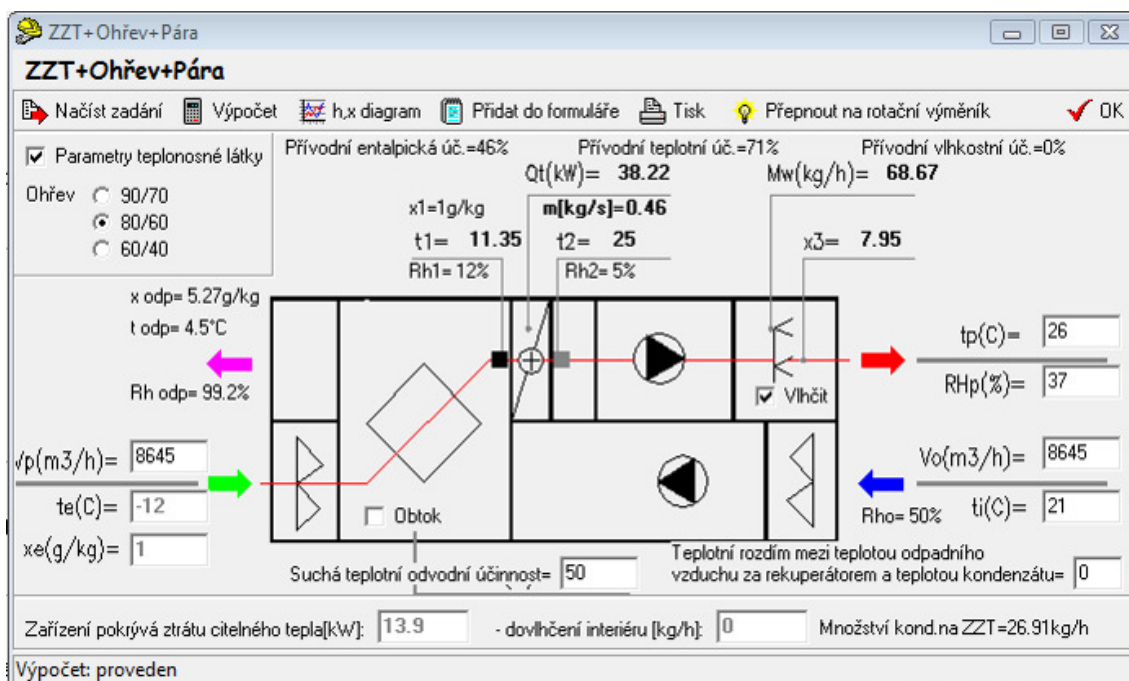 ZZT+Ohřev+Pára
ZZT+Ohřev+Pára
Načíst zadání Výpočet h,x diagram Přidat do formuláře Tisk Přepnout na rotační výměník OK
Parametry teplonosné látky
Ohřev 90/70
80/60
60/40
Přívodní entalpická úč.=46% Přívodní teplotní úč.=71% Přívodní vlhkostní úč.=0%
Qt(kW)= 38.22 Mw(kg/h)= 68.67
x1=1g/kg m[kg/s]=0.46
t1= 11.35 t2= 25 x3= 7.95
Rh1= 12% Rh2= 5%
x odp= 5.27g/kg
t odp= 4.5°C
Rh odp= 99.2%
tp(C)= 26
RHp(%)= 37
Vlhčit
Vp(m3/h)= 8645
te(C)= -12
xe(g/kg)= 1
Vo(m3/h)= 8645
Rho= 50% ti(C)= 21
Obtok
Suchá teplotní odvodní účinnost= 50
Teplotní rozdím mezi teplotou odpadního
vzduchu za rekuperátorem a teplotou kondenzátu= 0
Zařízení pokrývá ztrátu citelného tepla[kW]: 13.9 - dovlhčení interiéru [kg/h]: 0 Množství kond.na ZZT=26.91kg/h
Výpočet: proveden